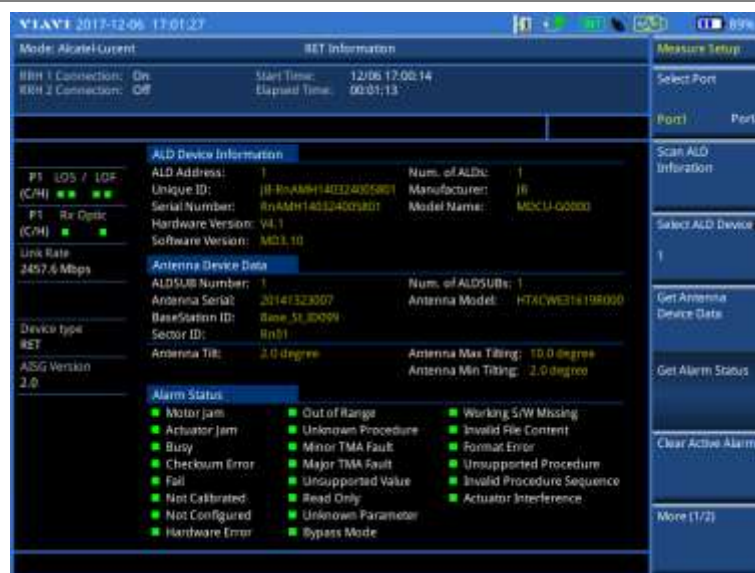 VIAVI 2017-12-06 17:01:27
89%
Mode: Alcatel-Lucent
RET Information
Measure Setup
RRH 1 Connection: On
Start Time: 12/06 17:00:14
RRH 2 Connection: Off
Elapsed Time: 00:01:13
Select Port
Port1 Port
ALD Device Information
ALD Address: 1
Num. of ALDs: 1
Unique ID:
Manufacturer: JB
Serial Number: RnAMH140324005801
Model Name: MDCU-G0000
Hardware Version: V4.1
Software Version: MD3.10
P1 LOS / LOF
(C/H)
P1 Rx Optic
(C/H)
Link Rate
2457.6 Mbps
Device type
RET
AISG Version
2.0
Antenna Device Data
ALDSUB Number: 1
Num. of ALDSUBs: 1
Antenna Serial: 20141323007
Antenna Model:
BaseStation ID:
Sector ID: Rn01
Antenna Tilt: 2.0 degree
Antenna Max Tilting: 10.0 degree
Antenna Min Tilting: 2.0 degree
Alarm Status
Motor Jam
Out of Range
Working S/W Missing
Actuator Jam
Unknown Procedure
Invalid File Content
Busy
Minor TMA Fault
Format Error
Checksum Error
Major TMA Fault
Unsupported Procedure
Fail
Unsupported Value
Invalid Procedure Sequence
Not Calibrated
Read Only
Actuator Interference
Not Configured
Unknown Parameter
Hardware Error
Bypass Mode
Scan ALD
Inforation
Select ALD Device
1
Get Antenna
Device Data
Get Alarm Status
Clear Active Alarm
More (1/2)